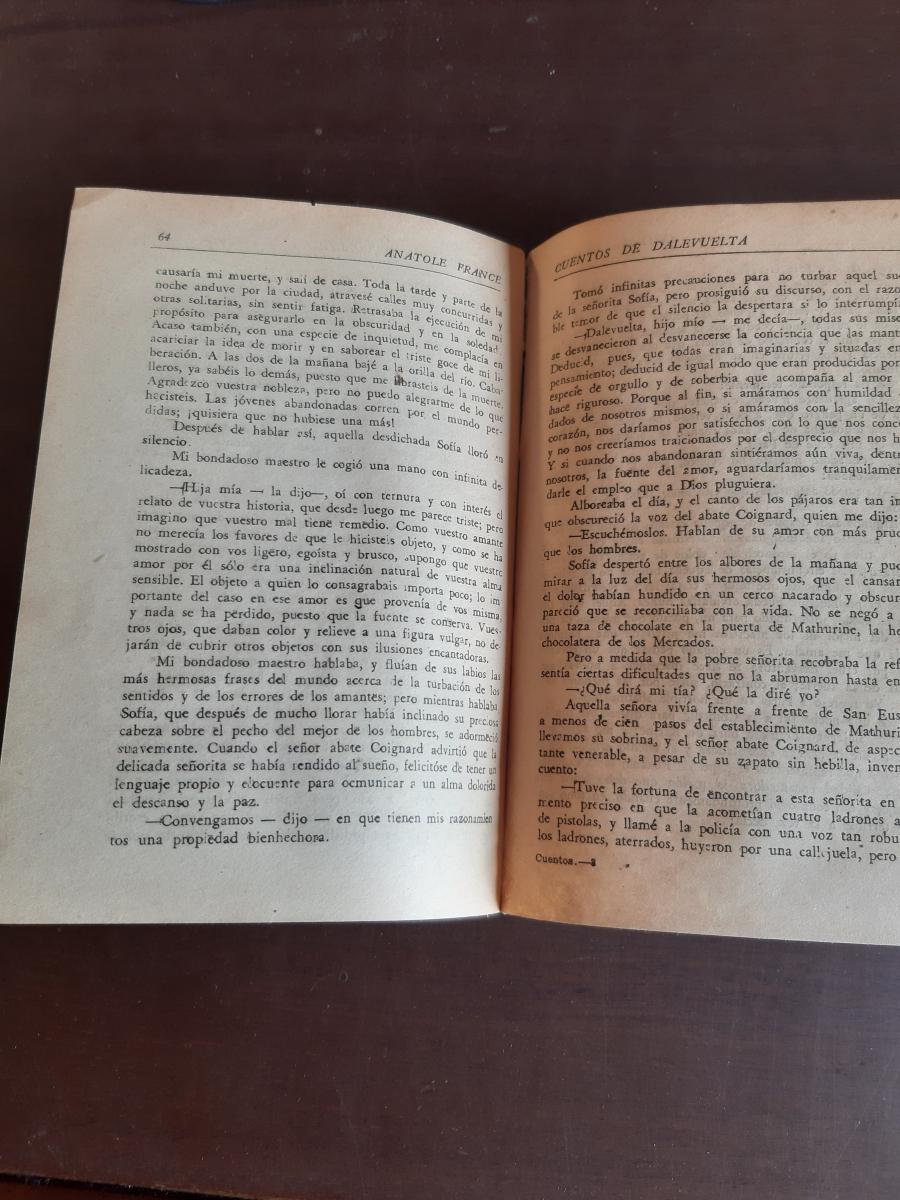 64
ANATOLE FRANCE
causaría mi muerte, y salí de casa. Toda la tarde y parte de la
noche anduve por la ciudad, atravesé calles muy concurridas y
otras solitarias, sin sentir fatiga. Retrasaba la ejecución de mi
propósito para asegurarlo en la obscuridad y en la soledad.
Acaso también, con una especie de inquietud, me complacía en
acariciar la idea de morir y en saborear el triste goce de mi li-
beración. A las dos de la mañana bajé a la orilla del río. Caba-
lleros, ya sabéis lo demás, puesto que me librasteis de la muerte.
Agradezco vuestra nobleza, pero no puedo alegrarme de lo que
hicisteis. Las jóvenes abandonadas corren por el mundo per-
didas; ¡quisiera que no hubiese una más!
Después de hablar así, aquella desdichada Sofía lloró en
silencio.
Mi bondadoso maestro le cogió una mano con infinita de-
licadeza.
—¡Hija mía — la dijo—, oí con ternura y con interés el
relato de vuestra historia, que desde luego me parece triste; pero
imagino que vuestro mal tiene remedio. Como vuestro amante
no merecía los favores de que le hicisteis objeto, y como se ha
mostrado con vos ligero, egoísta y brusco, supongo que vuestro
amor por él sólo era una inclinación natural de vuestra alma
sensible. El objeto a quien lo consagrabais importa poco; lo im
portante del caso en ese amor es que provenía de vos misma,
y nada se ha perdido, puesto que la fuente se conserva. Vues-
tros ojos, que daban color y relieve a una figura vulgar, no de-
jarán de cubrir otros objetos con sus ilusiones encantadoras.
Mi bondadoso maestro hablaba, y fluían de sus labios las
más hermosas frases del mundo acerca de la turbación de los
sentidos y de los errores de los amantes; pero mientras hablaba
Sofía, que después de mucho llorar había inclinado su preciosa
cabeza sobre el pecho del mejor de los hombres, se adormeció
suavemente. Cuando el señor abate Coignard advirtió que la
delicada señorita se había rendido al sueño, felicitóse de tener un
lenguaje propio y elocuente para ocmunicar a un alma dolorida
el descanso y la paz.
—Convengamos — dijo — en que tienen mis razonamien
tos una propiedad bienhechora.
CUENTOS DE DALEVUELTA
Tomó infinitas precauciones para no turbar aquel su
de la señorita Sofía, pero prosiguió su discurso, con el razo
ble temor de que el silencio la despertara si lo interrumpí
—¡Dalevuelta, hijo mío — me decía—, todas sus mise
se desvanecieron al desvanecerse la conciencia que las mant
Deducid, pues, que todas eran imaginarias y situadas en
pensamiento; deducid de igual modo que eran producidas por
especie de orgullo y de soberbia que acompaña al amor
hace riguroso. Porque al fin, si amáramos con humildad
dados de nosotros mismos, o si amáramos con la sencillez
corazón, nos daríamos por satisfechos con lo que nos conce
y no nos creeríamos traicionados por el desprecio que nos h
Y si cuando nos abandonaran sintiéramos aún viva, dentr
nosotros, la fuente del amor, aguardaríamos tranquilamen
darle el empleo que a Dios pluguiera.
Alboreaba el día, y el canto de los pájaros era tan in
que obscureció la voz del abate Coignard, quien me dijo:
—Escuchémoslos. Hablan de su amor con más pruc
que los hombres.
Sofía despertó entre los albores de la mañana y pud
mirar a la luz del día sus hermosos ojos, que el cansan
el dolor habían hundido en un cerco nacarado y obscur
pareció que se reconciliaba con la vida. No se negó a
una taza de chocolate en la puerta de Mathurine, la he
chocolatera de los Mercados.
Pero a medida que la pobre señorita recobraba la ref
sentía ciertas dificultades que no la abrumaron hasta en
—¿Qué dirá mi tía? ¿Qué la diré yo?
Aquella señora vivía frente a frente de San Eus
a menos de cien pasos del establecimiento de Mathuri
llevamos su sobrina, y el señor abate Coignard, de aspec
tante venerable, a pesar de su zapato sin hebilla, inven
cuento:
—Tuve la fortuna de encontrar a esta señorita en
mento preciso en que la acometían cuatro ladrones a
de pistolas, y llamé a la policía con una voz tan robu
los ladrones, aterrados, huyeron por una callejuela, pero
Cuentos.—3